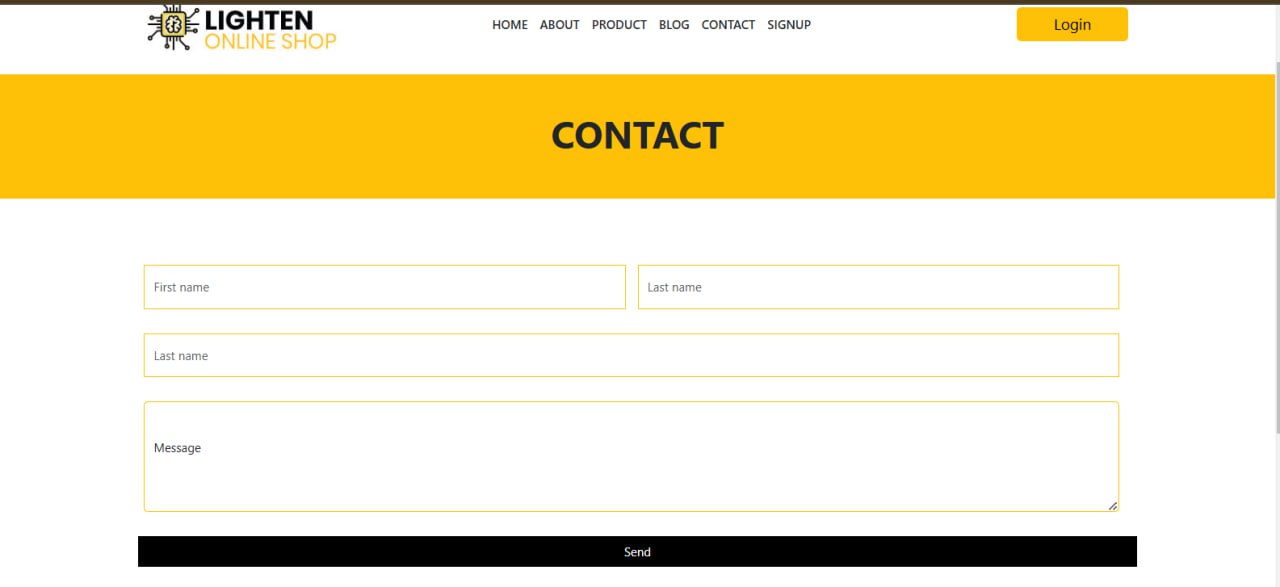 LIGHTEN
ONLINE SHOP
HOME ABOUT PRODUCT BLOG CONTACT SIGNUP
Login
CONTACT
First name
Last name
Last name
Message
Send